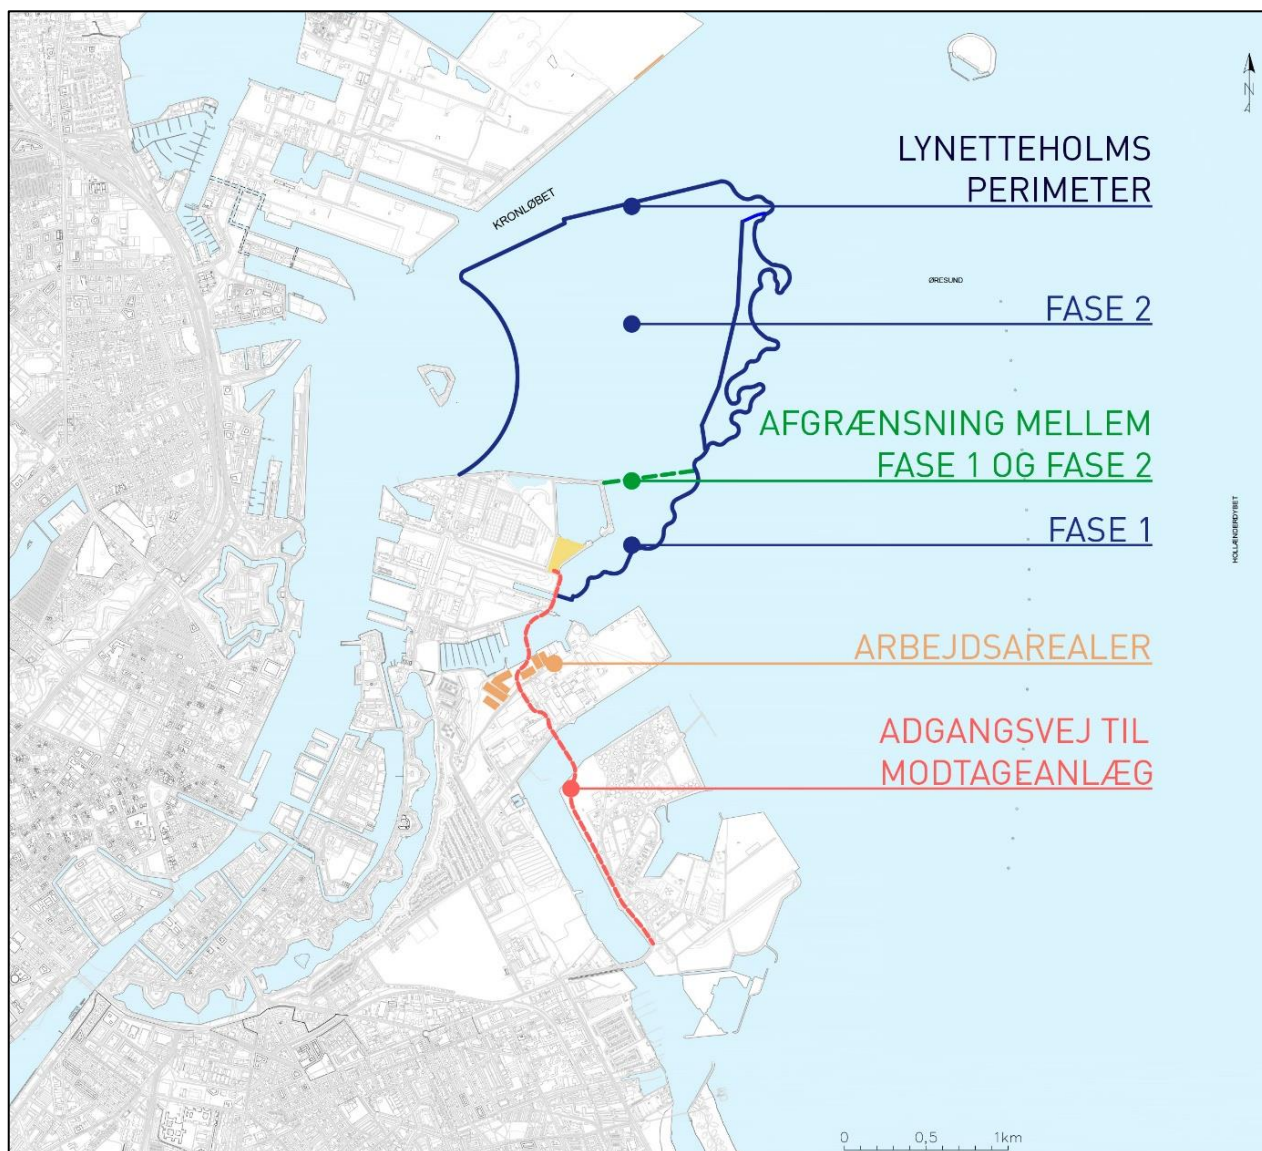 N
LYNETTEHOLMS
PERIMETER
KRONLØBET
ØRESUND
FASE 2
AFGRÆNSNING MELLEM
FASE 1 OG FASE 2
HOLLÆNDERDYBET
FASE 1
ARBEJDSAREALER
ADGANGSVEJ TIL
MODTAGEANLÆG
0 0,5 1km